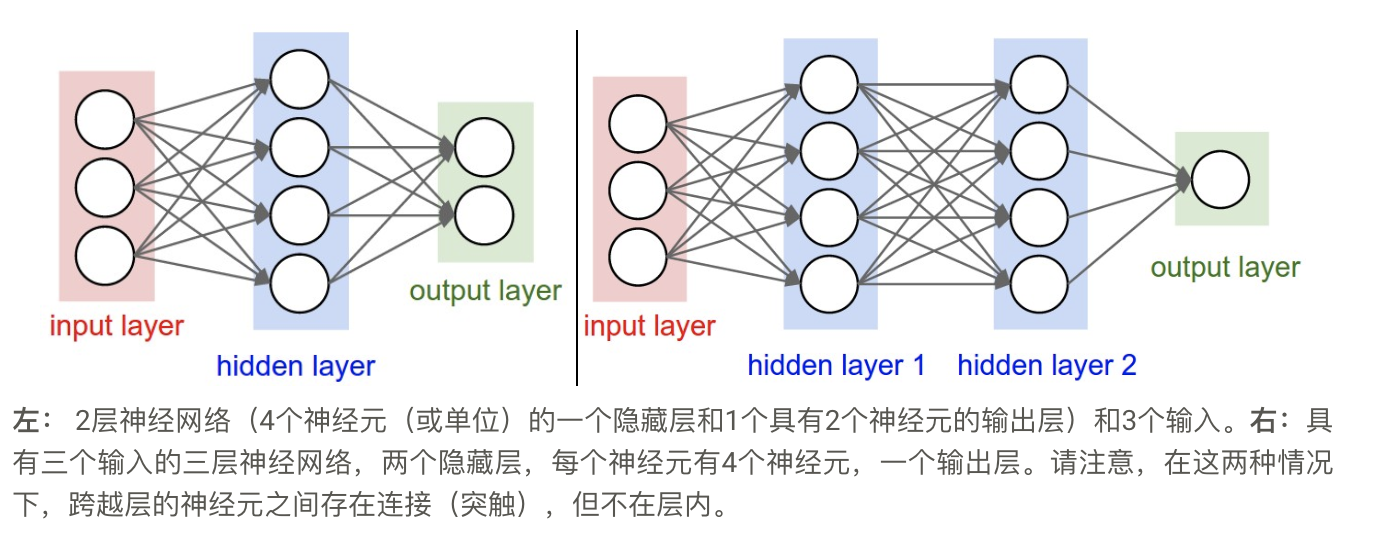 input layer
hidden layer
output layer
input layer
hidden layer 1
hidden layer 2
output layer
左： 2层神经网络（4个神经元（或单位）的一个隐藏层和1个具有2个神经元的输出层）和3个输入。右：具
有三个输入的三层神经网络，两个隐藏层，每个神经元有4个神经元，一个输出层。请注意，在这两种情况
下，跨越层的神经元之间存在连接（突触），但不在层内。